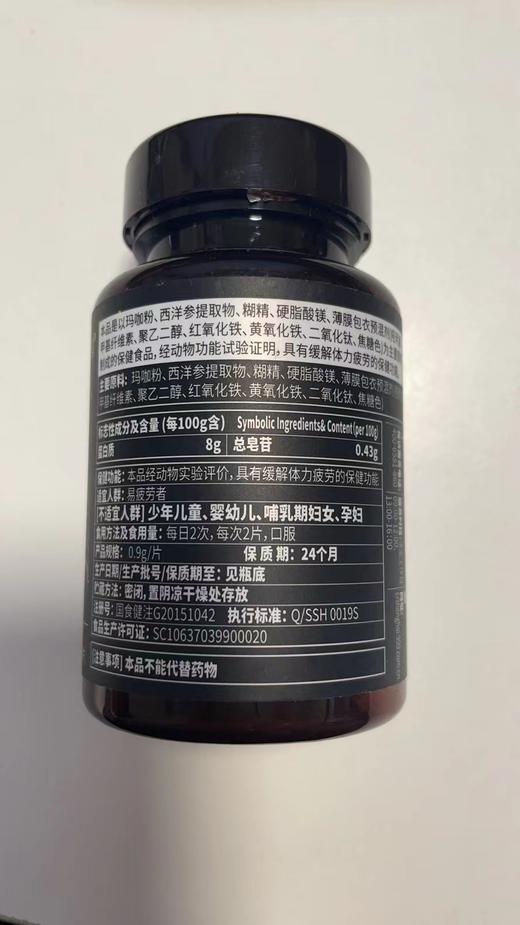 本品是以玛咖粉、西洋参提取物、糊精、硬脂酸镁、薄膜包衣预混剂
甲基纤维素、聚乙二醇、红氧化铁、黄氧化铁、二氧化钛、焦糖色)为主要
制成的保健食品，经动物功能试验证明，具有缓解体力疲劳的保健功
主要原料：玛咖粉、西洋参提取物、糊精、硬脂酸镁、薄膜包衣预混剂
甲基纤维素、聚乙二醇、红氧化铁、黄氧化铁、二氧化钛、焦糖色)
标志性成分及含量 (每100g含) Symbolic Ingredients& Content (per 100g)
蛋白质 8g 总皂苷 0.43g
保健功能：本品经动物实验评价，具有缓解体力疲劳的保健功能
适宜人群：易疲劳者
[不适宜人群] 少年儿童、婴幼儿、哺乳期妇女、孕妇
食用方法及食用量：每日2次，每次2片，口服
产品规格：0.9g/片 保质期：24个月
生产日期/生产批号/保质期至：见瓶底
贮藏方法：密闭，置阴凉干燥处存放
注册号：国食健注G20151042 执行标准：Q/SSH 0019S
食品生产许可证：SC10637039900020
[注意事项] 本品不能代替药物